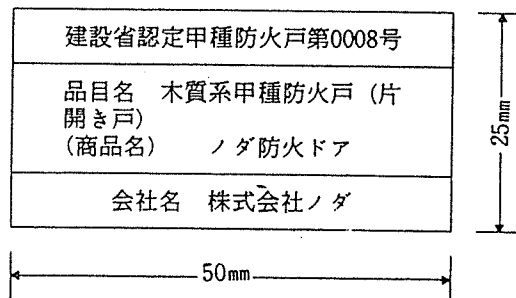 建設省認定甲種防火戸第0008号
品目名　木質系甲種防火戸（片
開き戸）
(商品名)　　ノダ防火ドア
会社名　株式会社ノダ
25mm
50mm